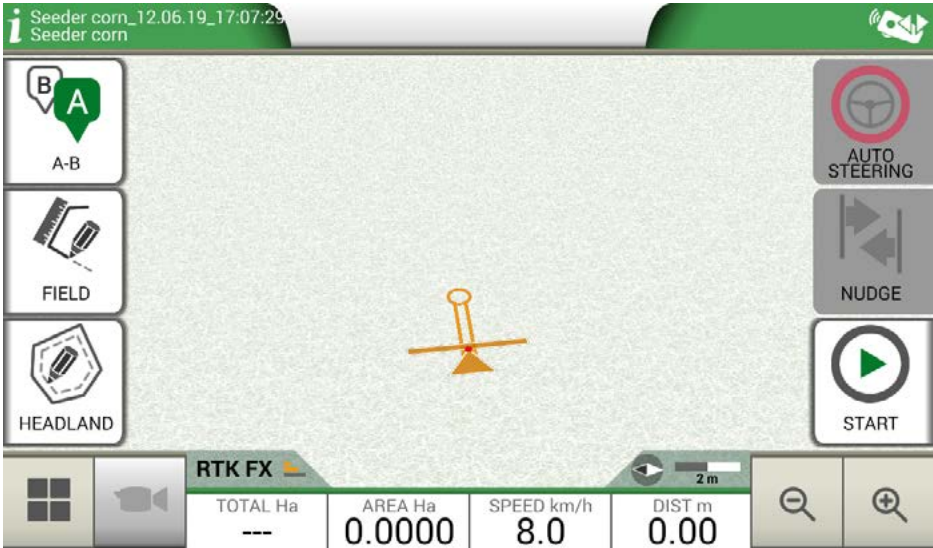 Seeder corn_12.06.19_17:07:29
Seeder corn
B
A
A-B
FIELD
HEADLAND
AUTO
STEERING
NUDGE
START
RTK FX
2 m
TOTAL Ha
---
AREA Ha
0.0000
SPEED km/h
8.0
DIST m
0.00